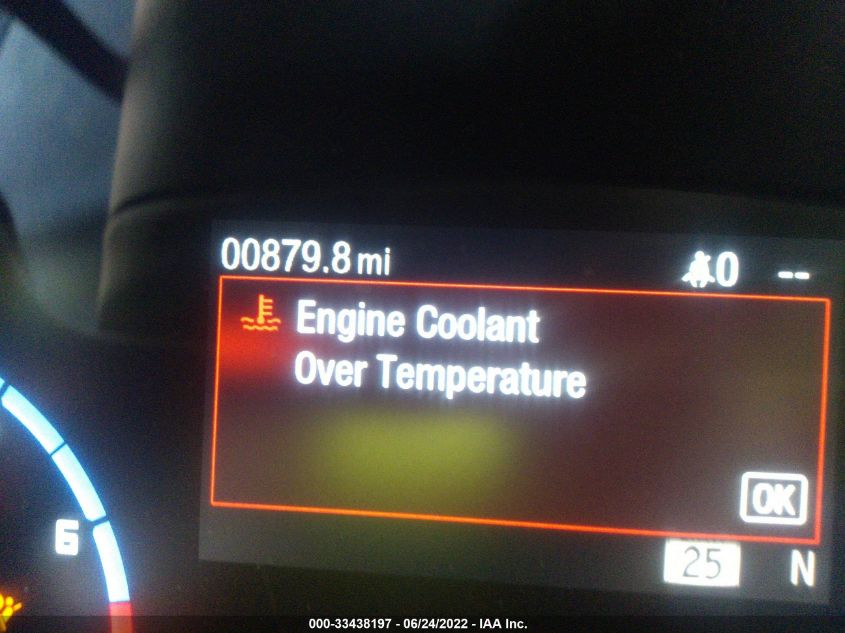 00879.8 mi
0 --
Engine Coolant
Over Temperature
OK
25 N
6
000-33438197 - 06/24/2022 - IAA Inc.